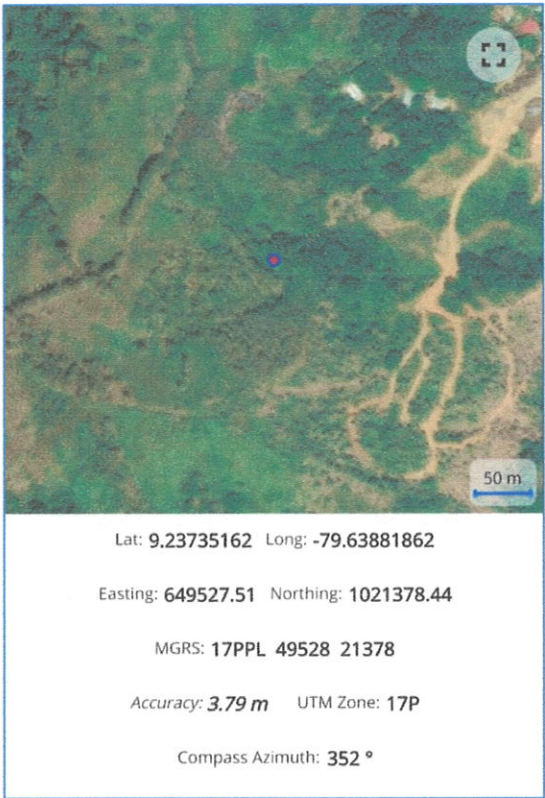 50 m
Lat: 9.23735162 Long: -79.63881862
Easting: 649527.51 Northing: 1021378.44
MGRS: 17PPL 49528 21378
Accuracy: 3.79 m UTM Zone: 17P
Compass Azimuth: 352 °